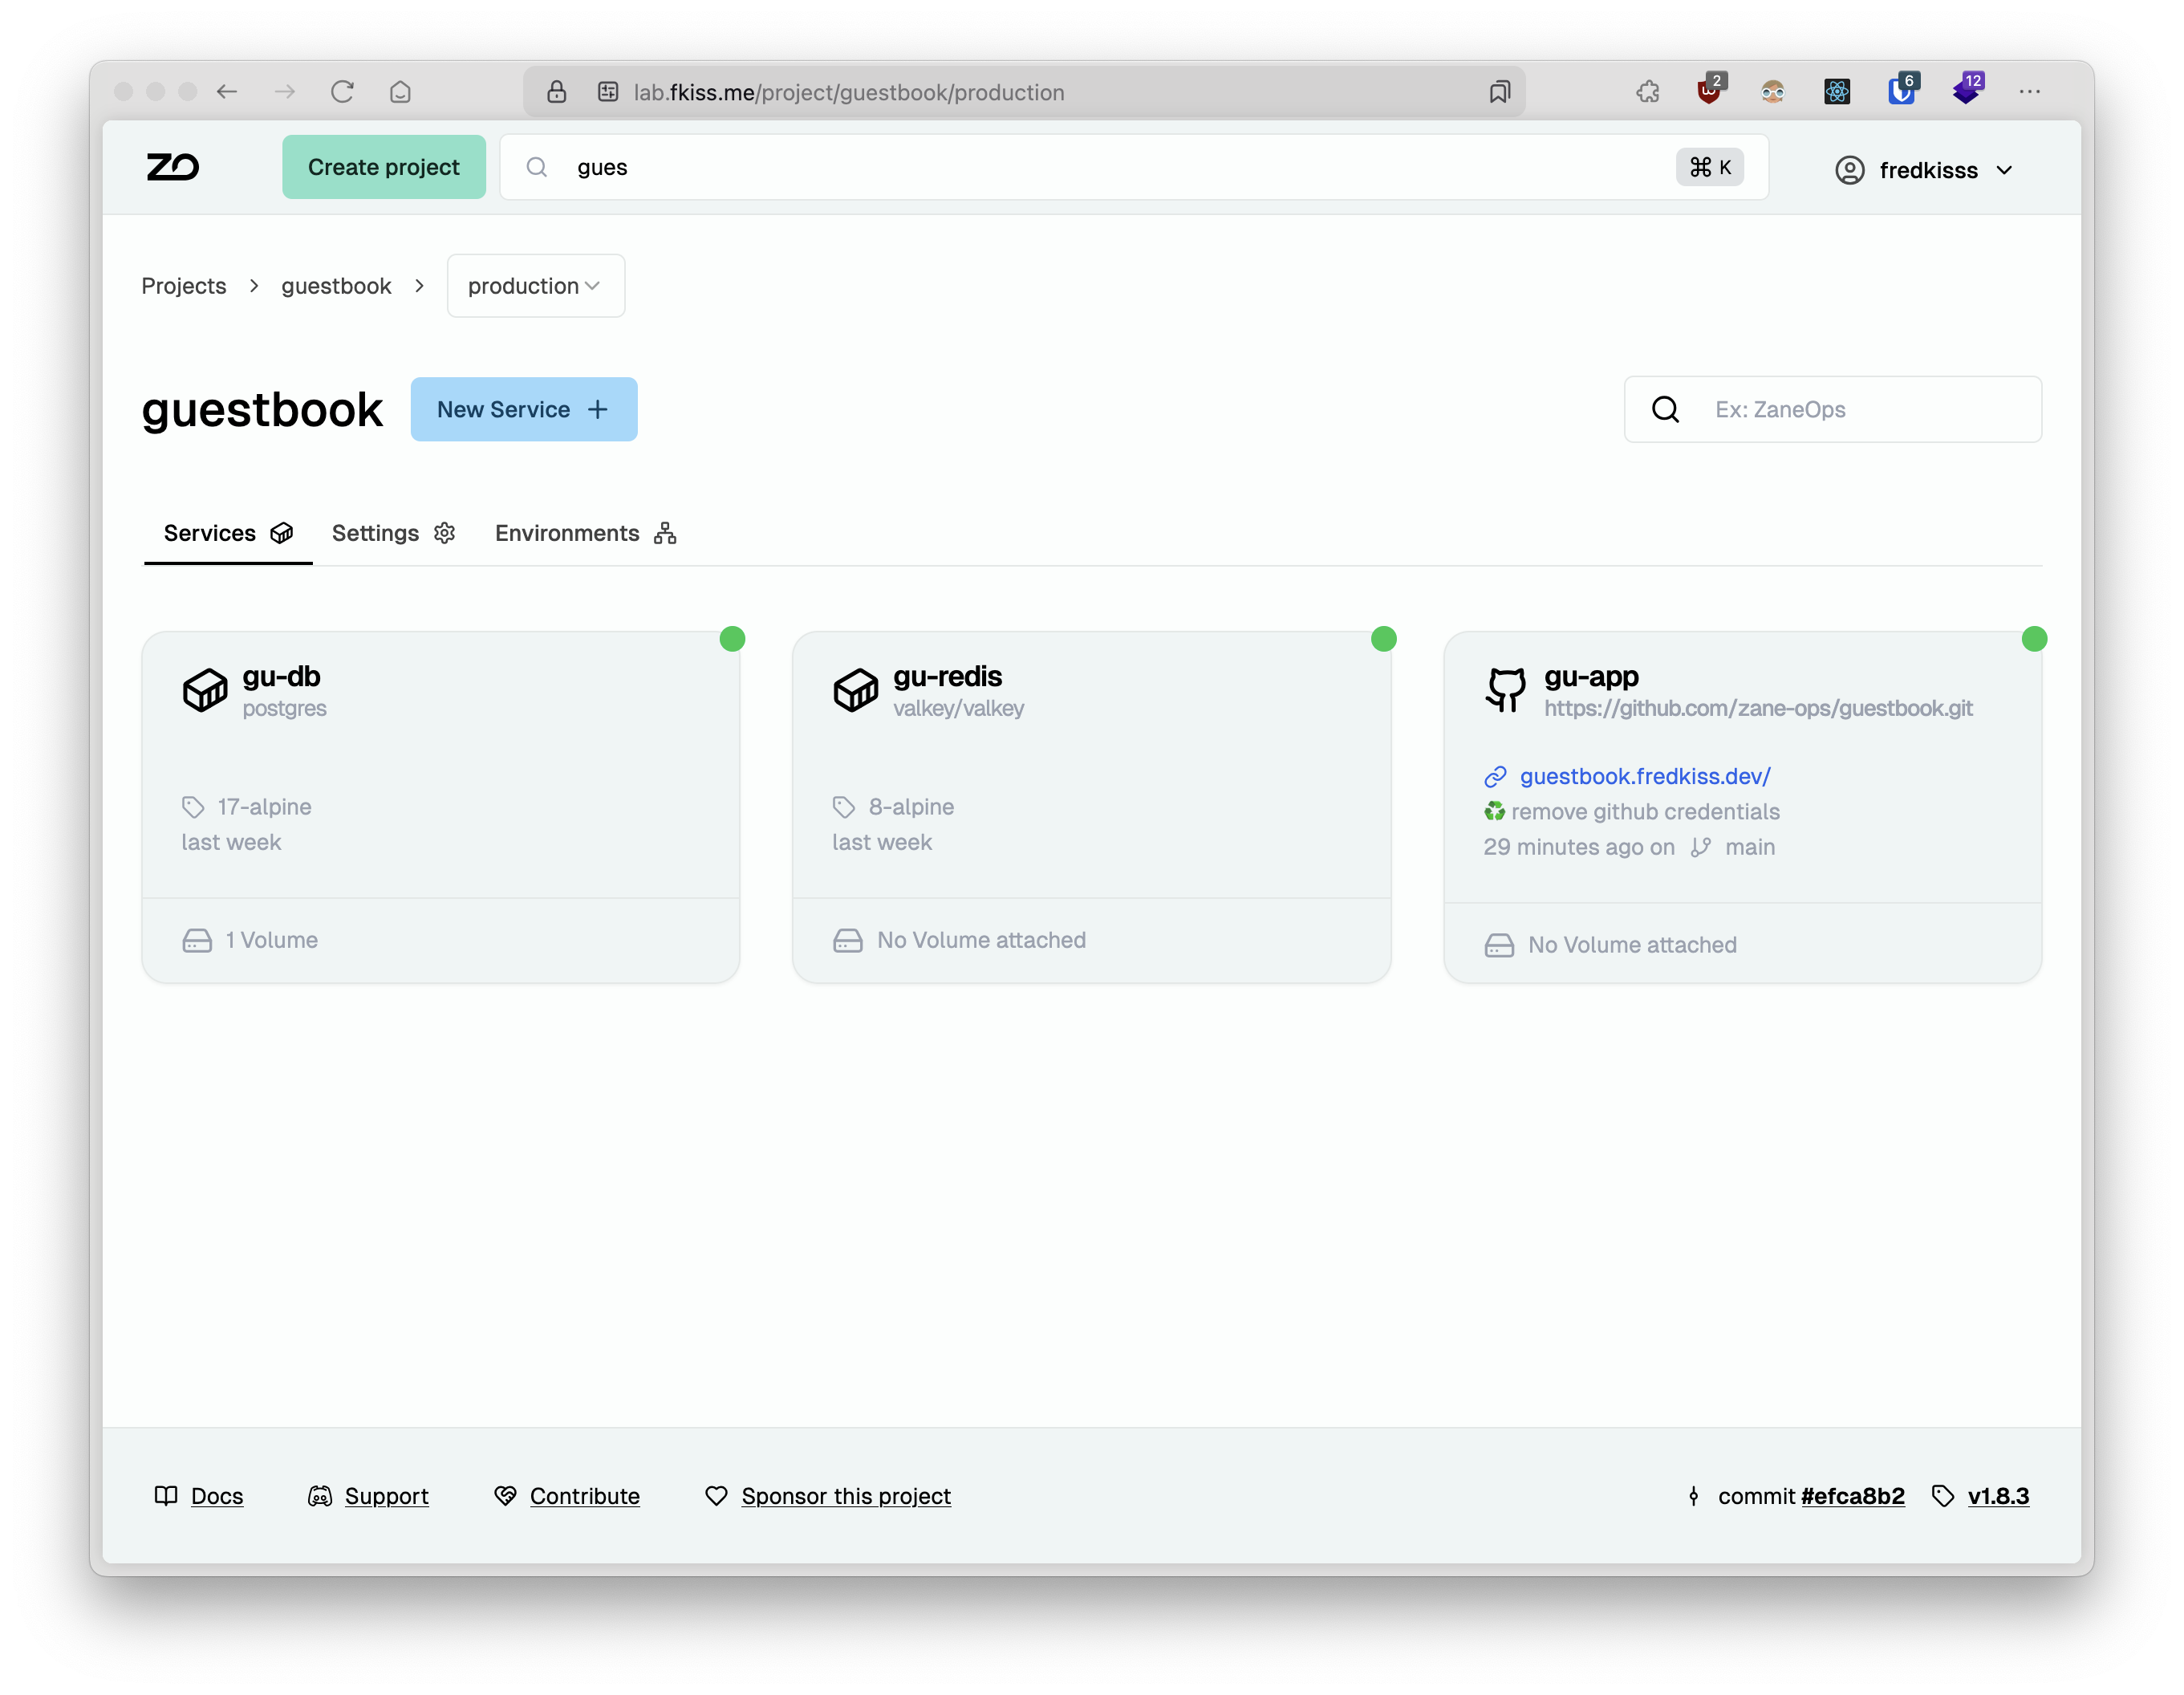 lab.fkiss.me/project/guestbook/production
2
6
12
ZO
Create project
gues
⌘ K
fredkisss
Projects > guestbook > production
guestbook
New Service +
Ex: ZaneOps
Services
Settings
Environments
gu-db
postgres
17-alpine
last week
1 Volume
gu-redis
valkey/valkey
8-alpine
last week
No Volume attached
gu-app
https://github.com/zane-ops/guestbook.git
guestbook.fredkiss.dev/
♻️ remove github credentials
29 minutes ago on main
No Volume attached
Docs
Support
Contribute
Sponsor this project
commit #efca8b2
v1.8.3